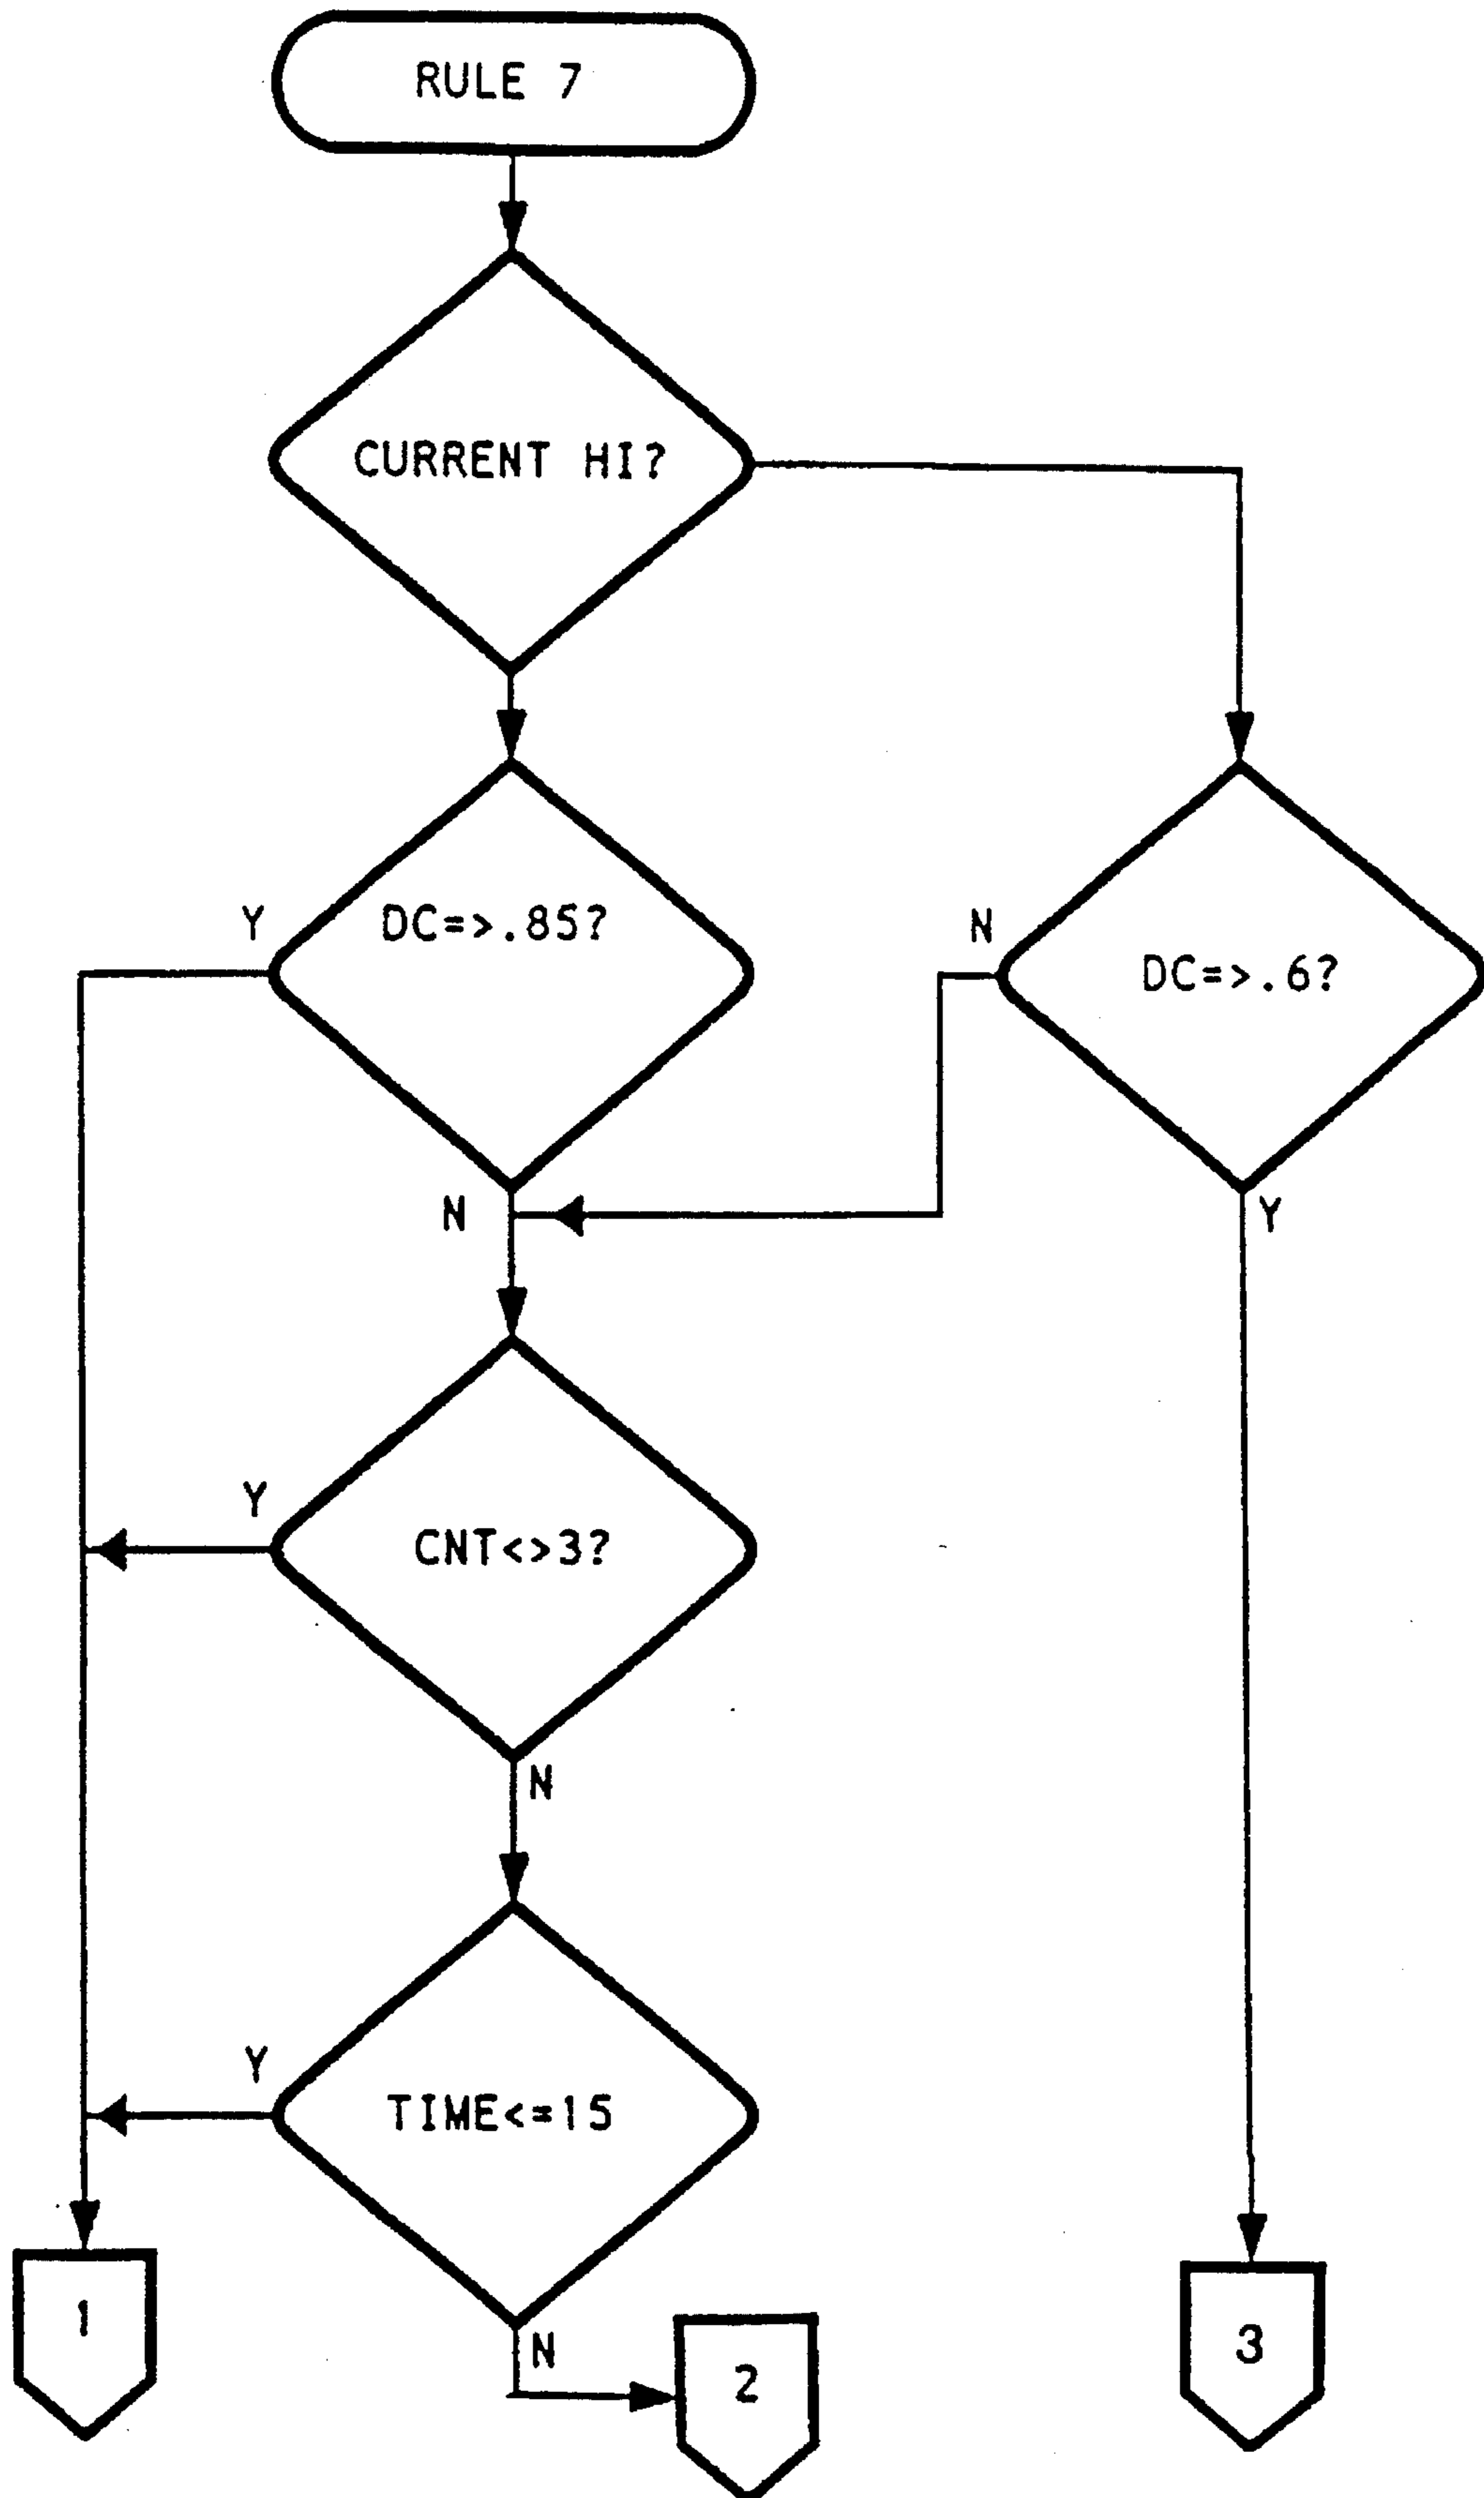 RULE 7
CURRENT HI?
Y
DC=>.85?
N
DC=>.6?
N
Y
Y
CNT<>3?
N
Y
TIME<=15
N
1
2
3